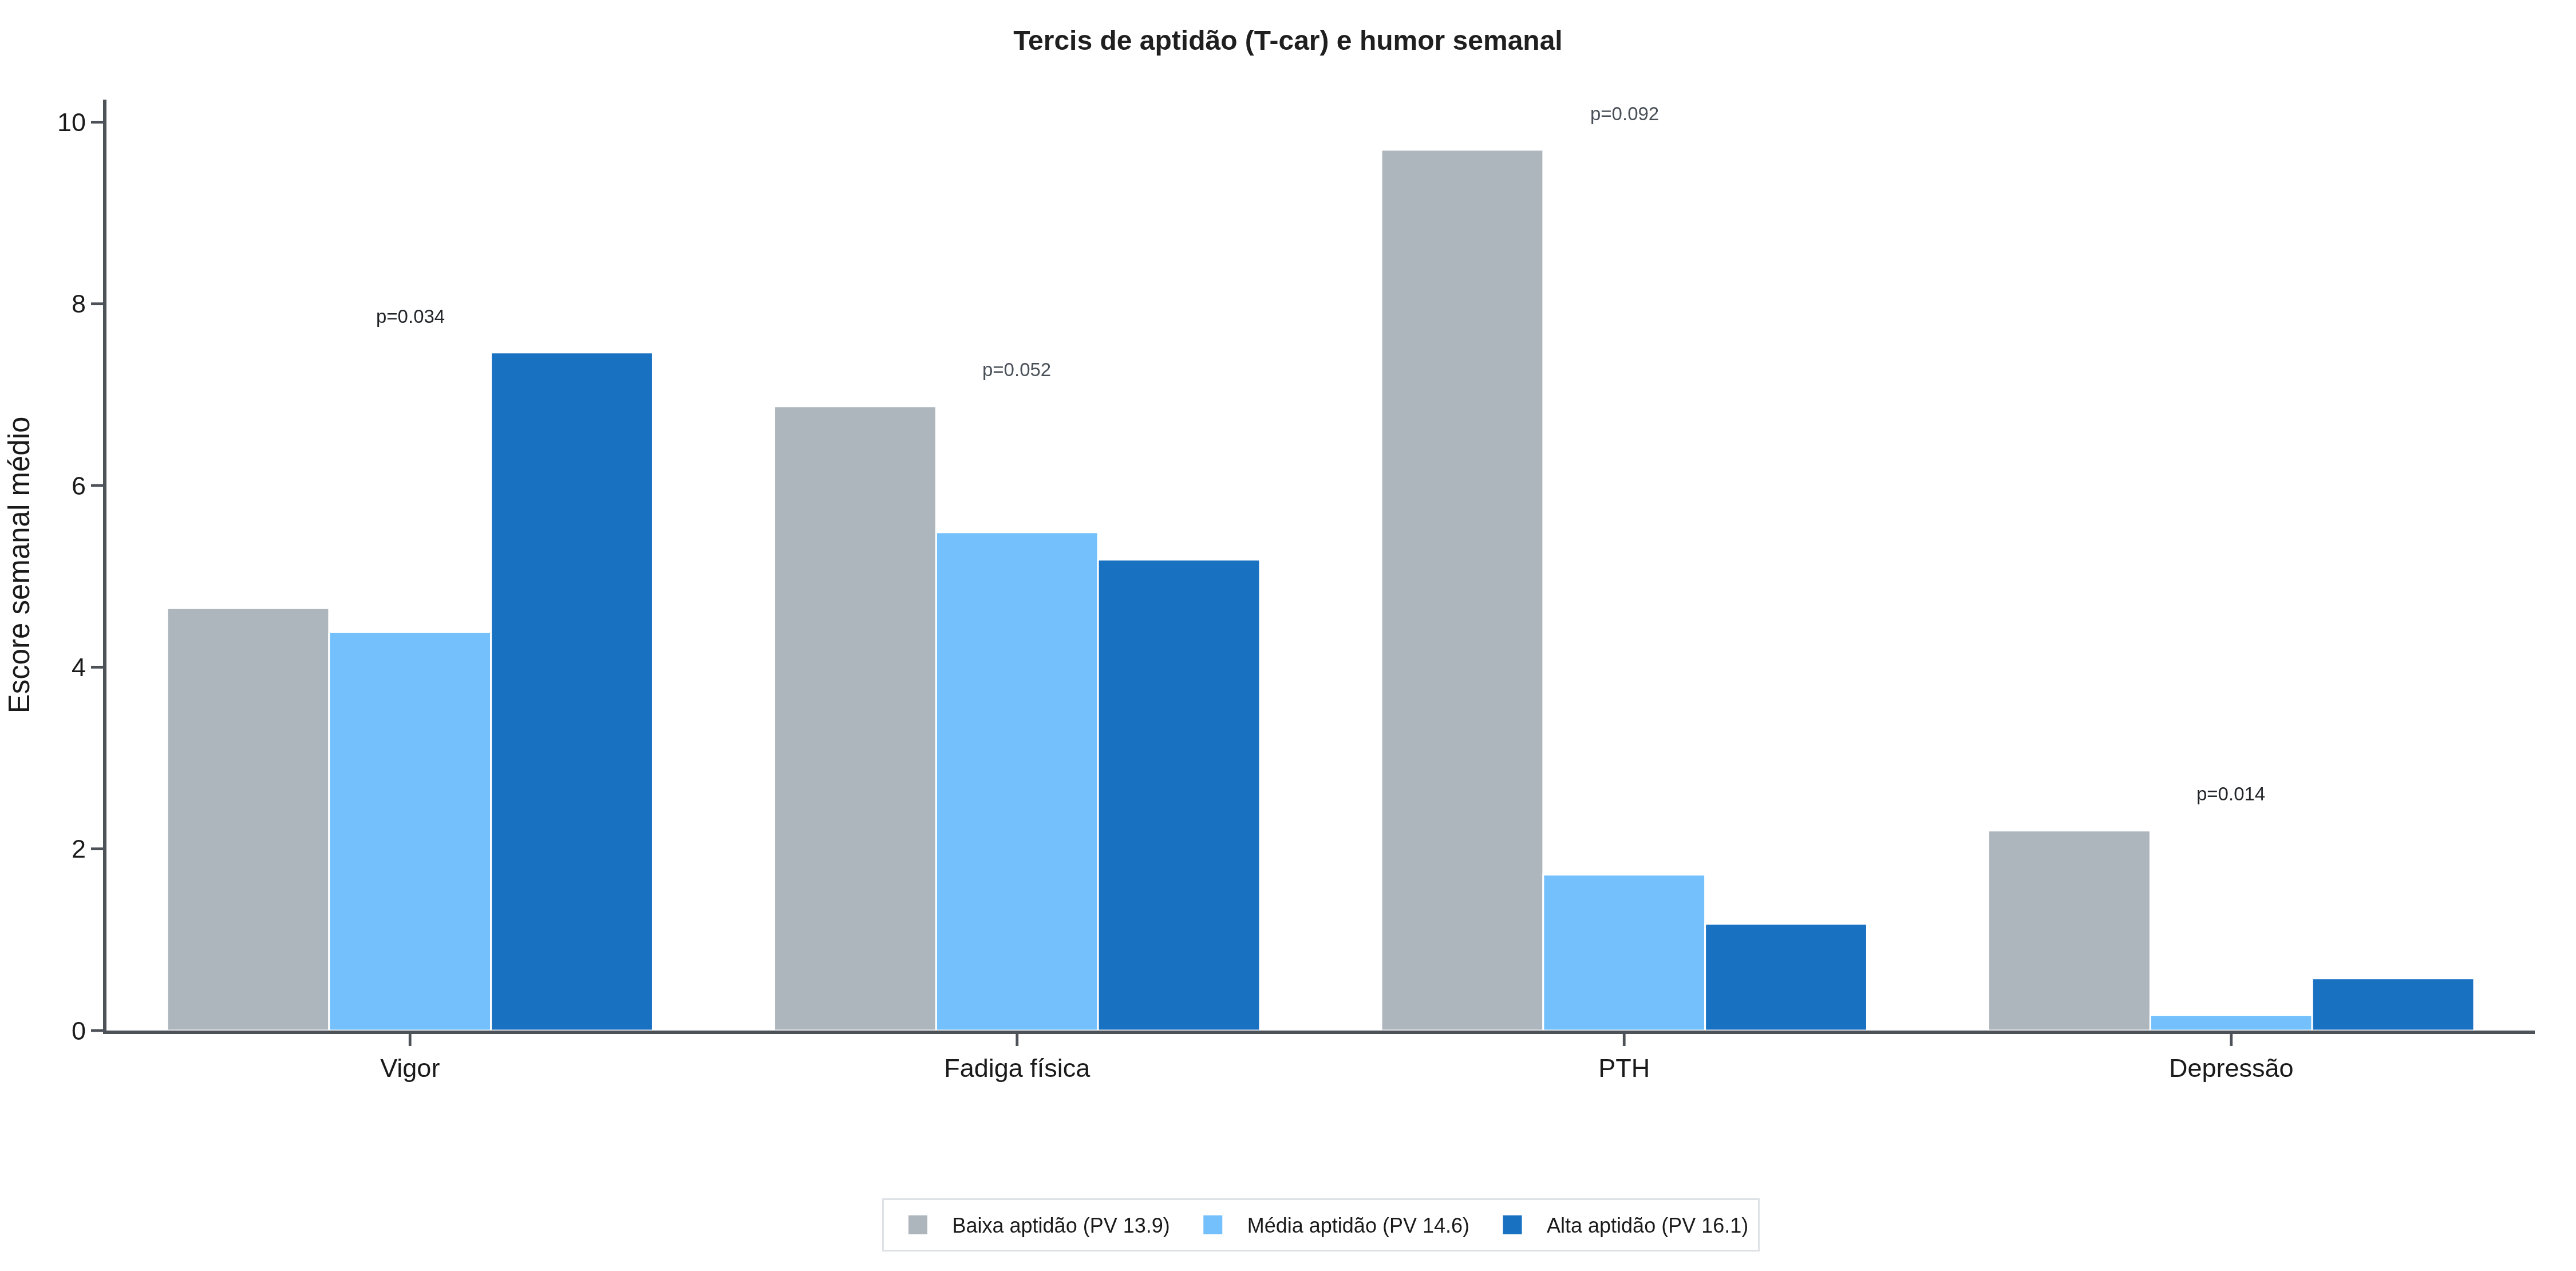 Tercis de aptidão (T-car) e humor semanal
p=0.092
10
8
p=0.034
p=0.052
Escore semanal médio
6
4
p=0.014
2
0
Vigor
Fadiga física
PTH
Depressão
Baixa aptidão (PV 13.9)
Média aptidão (PV 14.6)
Alta aptidão (PV 16.1)